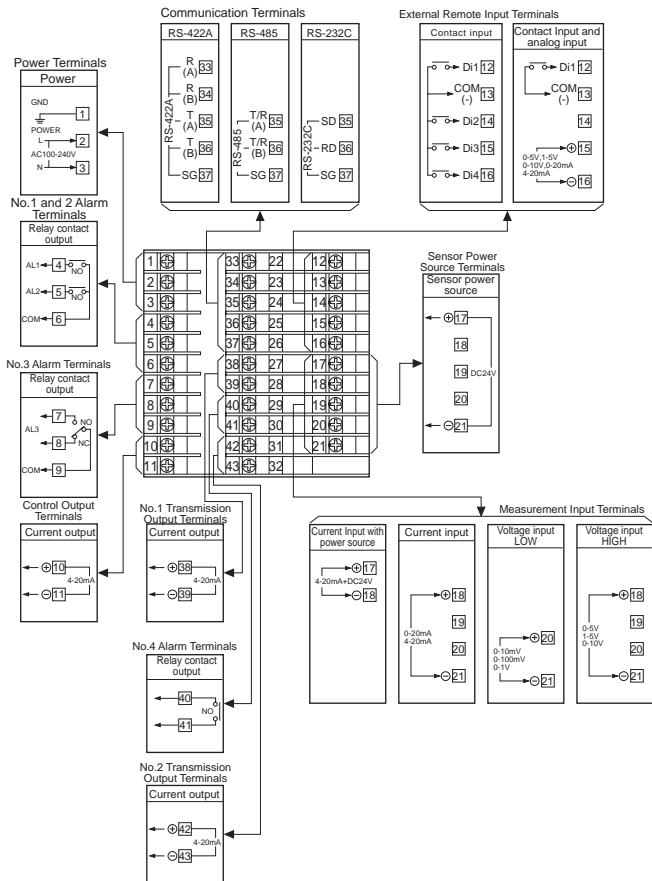 Communication Terminals
RS-422A
R
(A) 33
R
(B) 34
T
(A) 35
T
(B) 36
SG 37
RS-422A
RS-485
T/R
(A) 35
T/R
(B) 36
SG 37
RS-485
RS-232C
SD 35
RD 36
SG 37
RS-232C
External Remote Input Terminals
Contact input
Di1 12
COM
(-) 13
Di2 14
Di3 15
Di4 16
Contact Input and
analog input
Di1 12
COM
(-) 13
14
⊕ 15
0-5V,1-5V
0-10V,0-20mA
4-20mA
⊖ 16
Power Terminals
Power
GND
1
POWER
L 2
AC100-240V
N 3
No.1 and 2 Alarm
Terminals
Relay contact
output
AL1 4 NO
AL2 5 NO
COM 6
No.3 Alarm Terminals
Relay contact
output
7 NO
AL3
8 NC
COM 9
Control Output
Terminals
Current output
⊕ 10
4-20mA
⊖ 11
1 33 22 12
2 34 23 13
3 35 24 14
4 36 25 15
5 37 26 16
6 38 27 17
7 39 28 18
8 40 29 19
9 41 30 20
10 42 31 21
11 43 32
Sensor Power
Source Terminals
Sensor power
source
⊕ 17
18
19 DC24V
20
⊖ 21
No.1 Transmission
Output Terminals
Current output
⊕ 38
4-20mA
⊖ 39
No.4 Alarm Terminals
Relay contact
output
40
NO
41
No.2 Transmission
Output Terminals
Current output
⊕ 42
4-20mA
⊖ 43
Measurement Input Terminals
Current Input with
power source
⊕ 17
4-20mA+DC24V
⊖ 18
Current input
⊕ 18
19
0-20mA
4-20mA
20
⊖ 21
Voltage input
LOW
⊕ 20
0-10mV
0-100mV
0-1V
⊖ 21
Voltage input
HIGH
⊕ 18
19
0-5V
1-5V
0-10V
20
⊖ 21